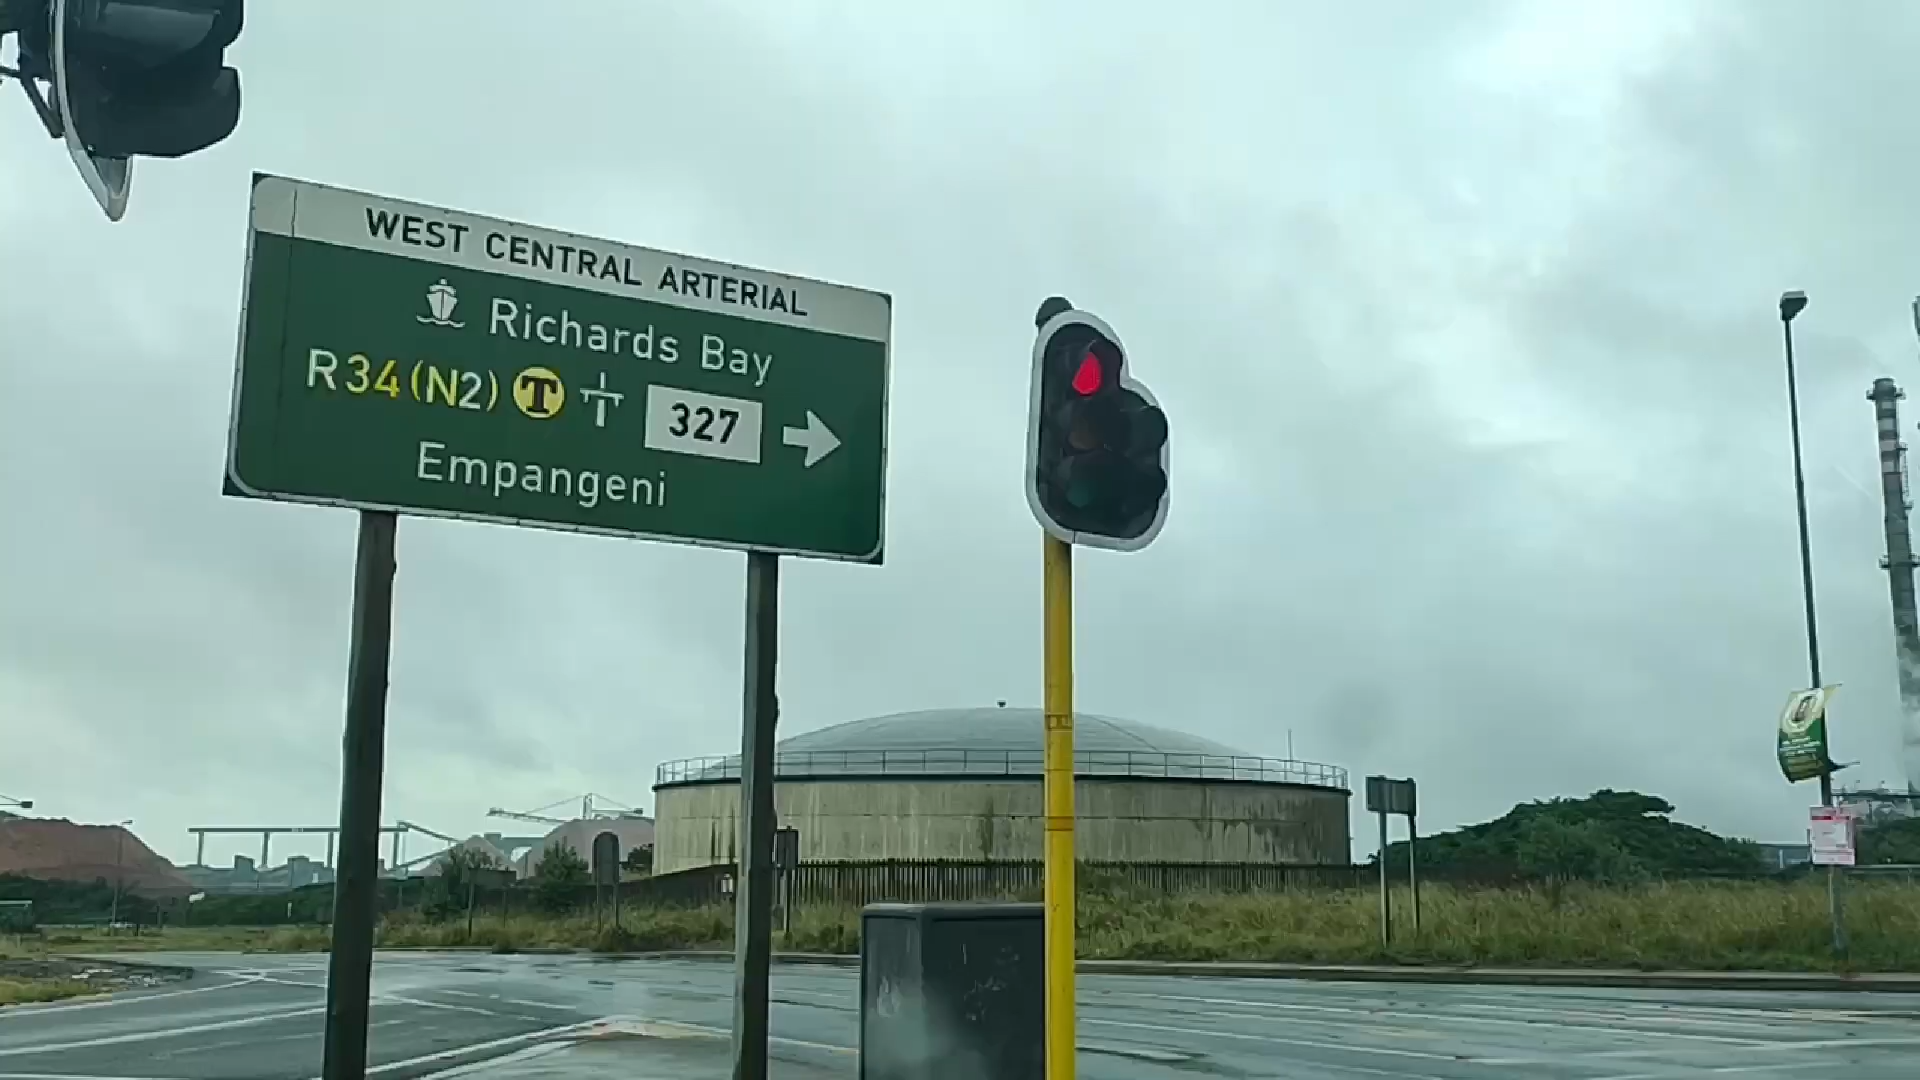 WEST CENTRAL ARTERIAL
Richards Bay
R34 (N2) T 327
Empangeni